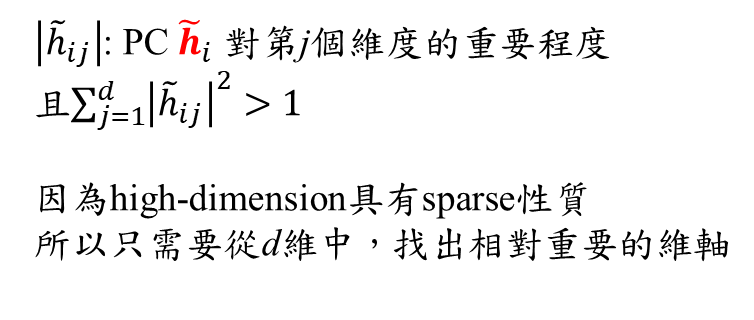 |h̃ᵢⱼ|: PC h̃ᵢ 對第j個維度的重要程度
且∑ᵈⱼ₌₁|h̃ᵢⱼ|² > 1
因為high-dimension具有sparse性質
所以只需要從d維中，找出相對重要的維軸